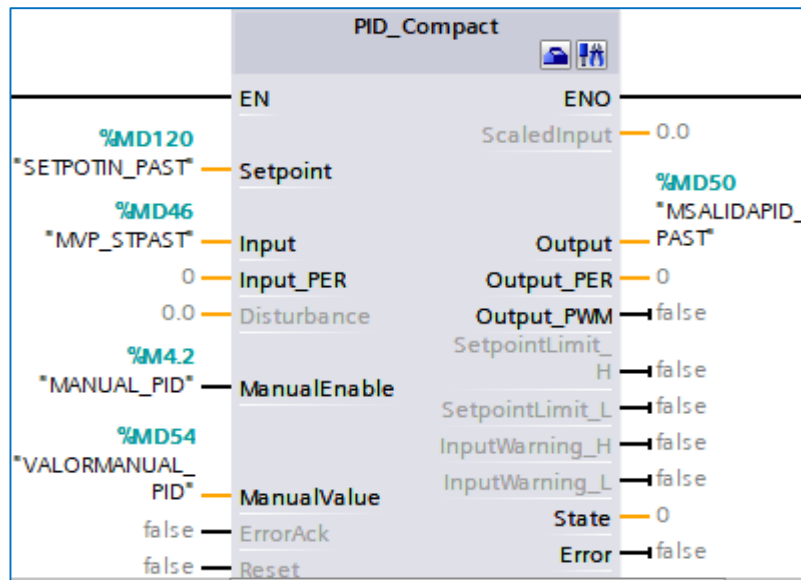 PID_Compact
EN
ENO
ScaledInput
0.0
%MD120
"SETPOTIN_PAST"
Setpoint
%MD50
"MSALIDAPID_
PAST"
%MD46
"MVP_STPAST"
Input
Output
0
Input_PER
Output_PER
0
0.0
Disturbance
Output_PWM
false
SetpointLimit_
H
false
%M4.2
"MANUAL_PID"
ManualEnable
SetpointLimit_L
false
InputWarning_H
false
%MD54
"VALORMANUAL_
PID"
ManualValue
InputWarning_L
false
State
0
false
ErrorAck
Error
false
false
Reset